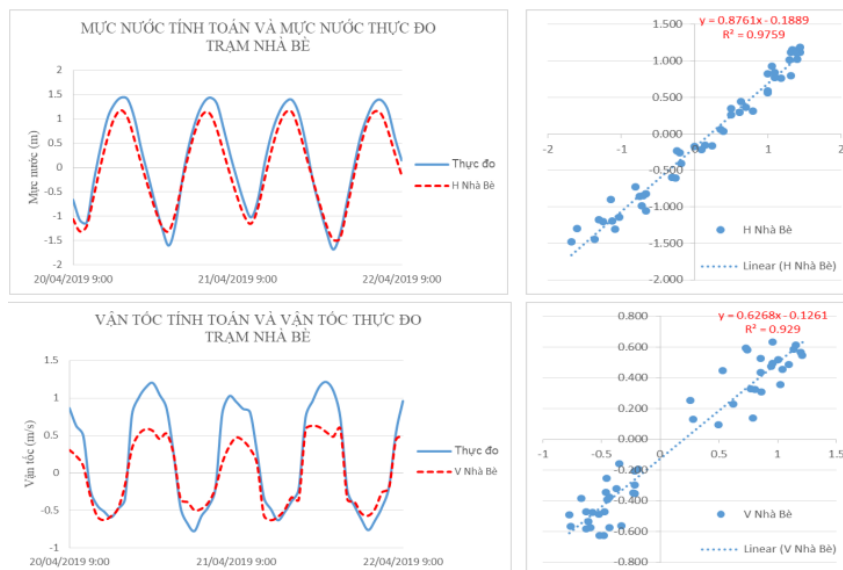 MỰC NƯỚC TÍNH TOÁN VÀ MỰC NƯỚC THỰC ĐO
TRẠM NHÀ BÈ
Mực nước (m)
2
1.5
1
0.5
0
-0.5
-1
-1.5
-2
20/04/2019 9:00
21/04/2019 9:00
22/04/2019 9:00
Thực đo
H Nhà Bè
y = 0.8761x - 0.1889
R² = 0.9759
1.500
1.000
0.500
0.000
-0.500
-1.000
-1.500
-2.000
-2
-1
0
1
2
H Nhà Bè
Linear (H Nhà Bè)
VẬN TỐC TÍNH TOÁN VÀ VẬN TỐC THỰC ĐO
TRẠM NHÀ BÈ
Vận tốc (m/s)
1.5
1
0.5
0
-0.5
-1
20/04/2019 9:00
21/04/2019 9:00
22/04/2019 9:00
Thực đo
V Nhà Bè
y = 0.6268x - 0.1261
R² = 0.929
0.800
0.600
0.400
0.200
0.000
-0.200
-0.400
-0.600
-0.800
-1
-0.5
0
0.5
1
1.5
V Nhà Bè
Linear (V Nhà Bè)